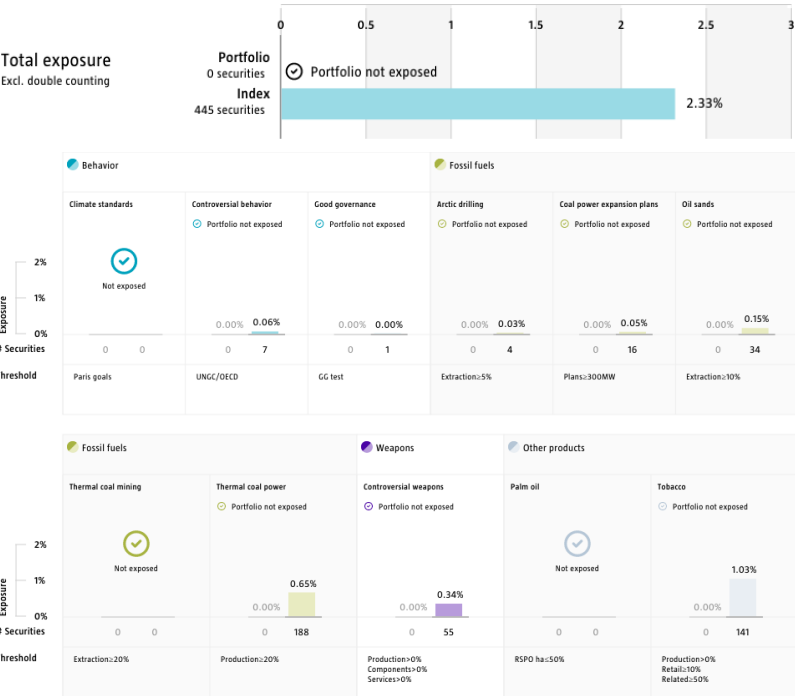 0 0.5 1 1.5 2 2.5 3
Total exposure
Excl. double counting
Portfolio
0 securities
Portfolio not exposed
Index
445 securities
2.33%
Behavior
Fossil fuels
Climate standards
Controversial behavior
Good governance
Arctic drilling
Coal power expansion plans
Oil sands
Portfolio not exposed
Portfolio not exposed
Portfolio not exposed
Portfolio not exposed
Portfolio not exposed
Not exposed
Exposure
2%
1%
0%
0.00% 0.06%
0.00% 0.00%
0.00% 0.03%
0.00% 0.05%
0.00% 0.15%
# Securities
0 0
0 7
0 1
0 4
0 16
0 34
hreshold
Paris goals
UNGC/OECD
GG test
Extraction≥5%
Plans≥300MW
Extraction≥10%
Fossil fuels
Weapons
Other products
Thermal coal mining
Thermal coal power
Controversial weapons
Palm oil
Tobacco
Portfolio not exposed
Portfolio not exposed
Portfolio not exposed
Not exposed
Not exposed
Exposure
2%
1%
0%
0.00% 0.65%
0.00% 0.34%
0.00% 1.03%
# Securities
0 0
0 188
0 55
0 0
0 141
hreshold
Extraction≥20%
Production≥20%
Production>0%
Components>0%
Services>0%
RSPO ha≤50%
Production>0%
Retail≥10%
Related≥50%